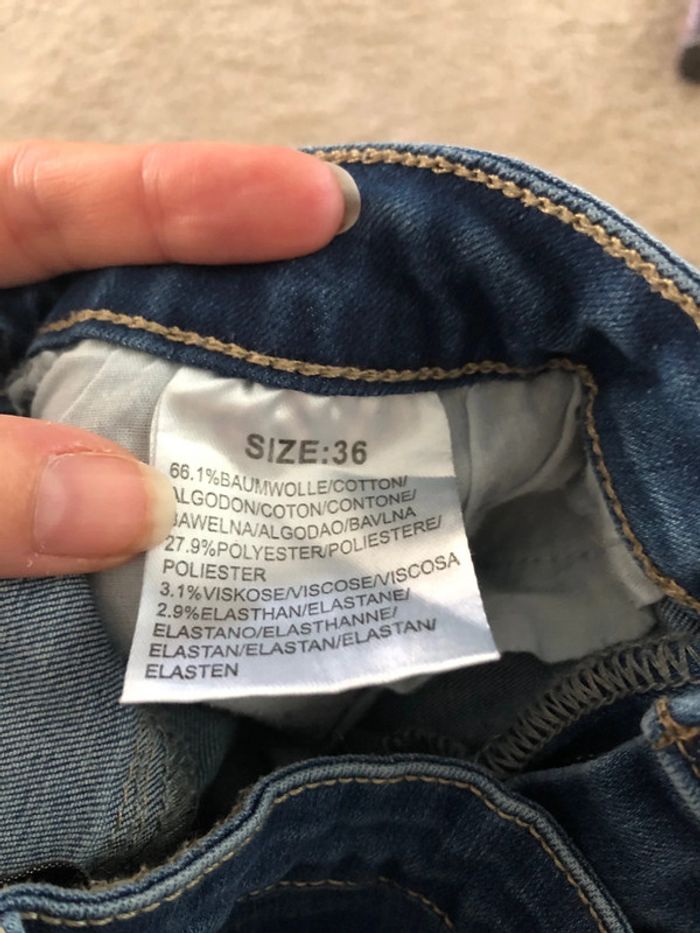 SIZE:36
66.1%BAUMWOLLE/COTTON/
ALGODON/COTON/CONTONE/
BAWELNA/ALGODAO/BAVLNA
27.9%POLYESTER/POLIESTERE/
POLIESTER
3.1%VISKOSE/VISCOSE/VISCOSA
2.9%ELASTHAN/ELASTANE/
ELASTANO/ELASTHANNE/
ELASTAN/ELASTAN/ELASTAN/
ELASTEN